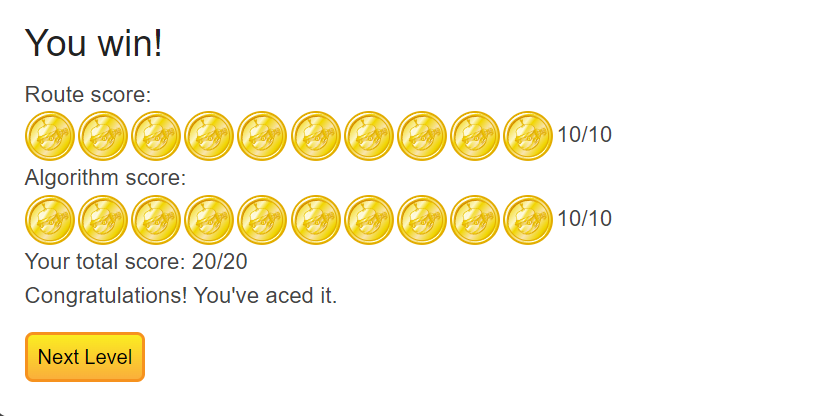 You win!
Route score:
10/10
Algorithm score:
10/10
Your total score: 20/20
Congratulations! You've aced it.
Next Level